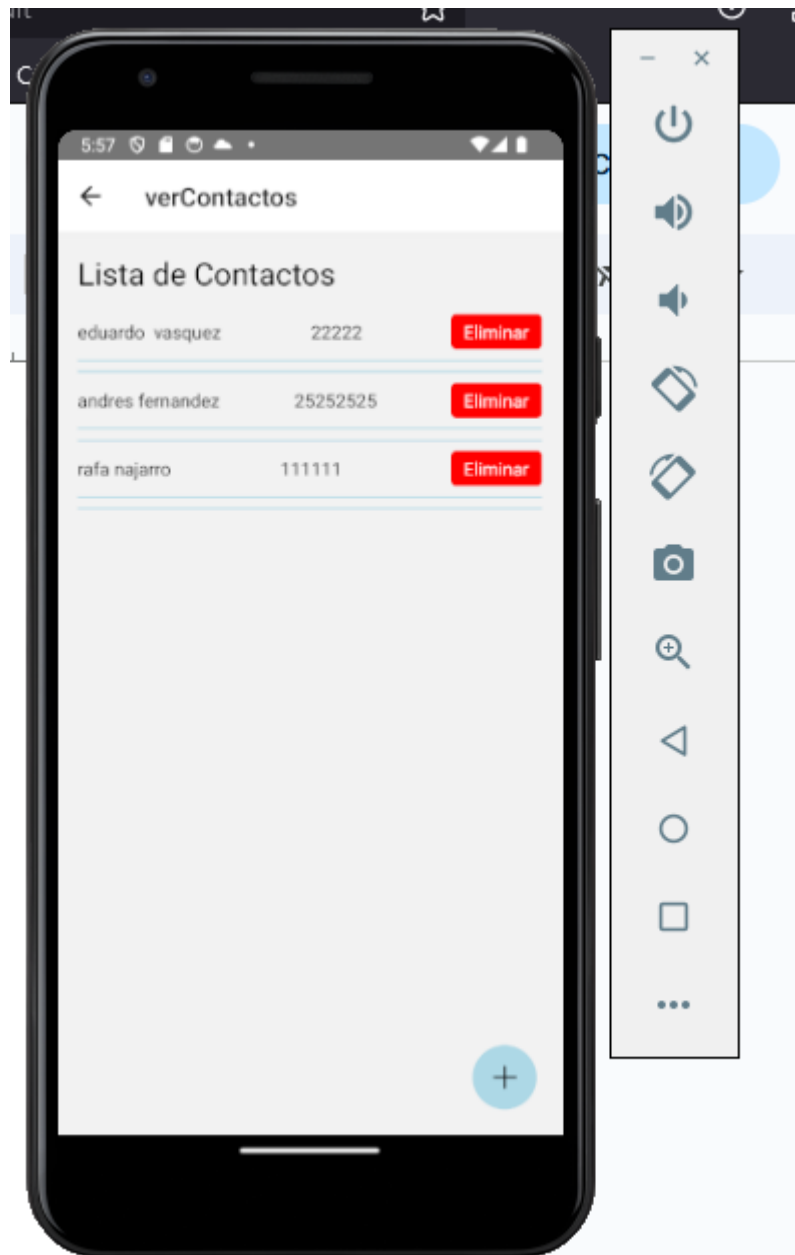 5:57
verContactos
Lista de Contactos
eduardo vasquez 22222 Eliminar
andres fernandez 25252525 Eliminar
rafa najarro 111111 Eliminar
+